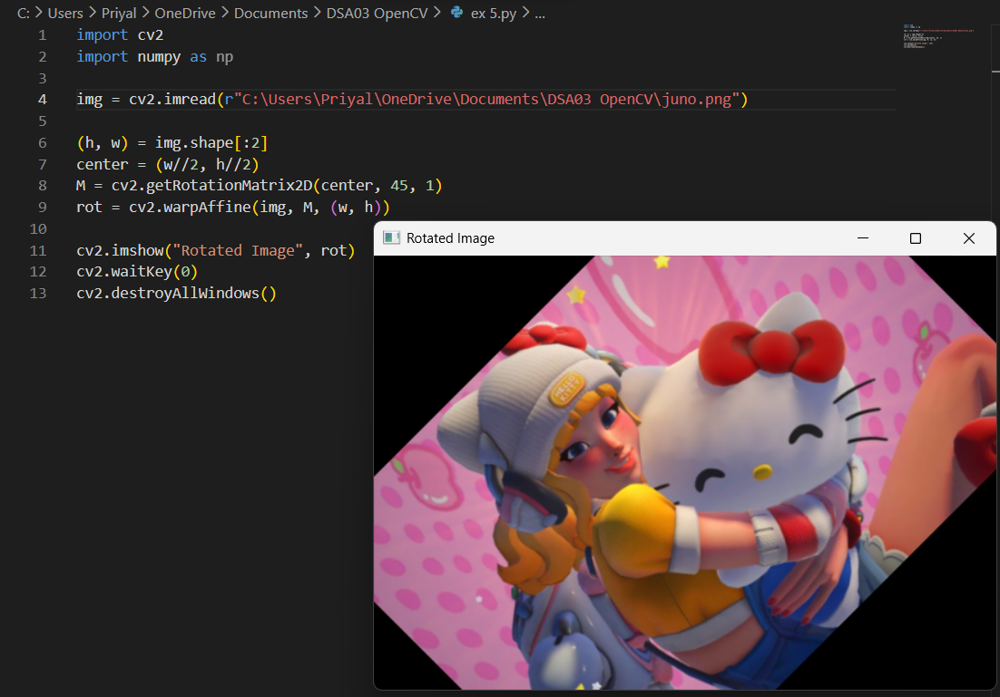 C: > Users > Priyal > OneDrive > Documents > DSA03 OpenCV > ex 5.py > ...
1 import cv2
2 import numpy as np
3
4 img = cv2.imread(r"C:\Users\Priyal\OneDrive\Documents\DSA03 OpenCV\juno.png")
5
6 (h, w) = img.shape[:2]
7 center = (w//2, h//2)
8 M = cv2.getRotationMatrix2D(center, 45, 1)
9 rot = cv2.warpAffine(img, M, (w, h))
10
11 cv2.imshow("Rotated Image", rot)
12 cv2.waitKey(0)
13 cv2.destroyAllWindows()
Rotated Image
HELLO
KITTY